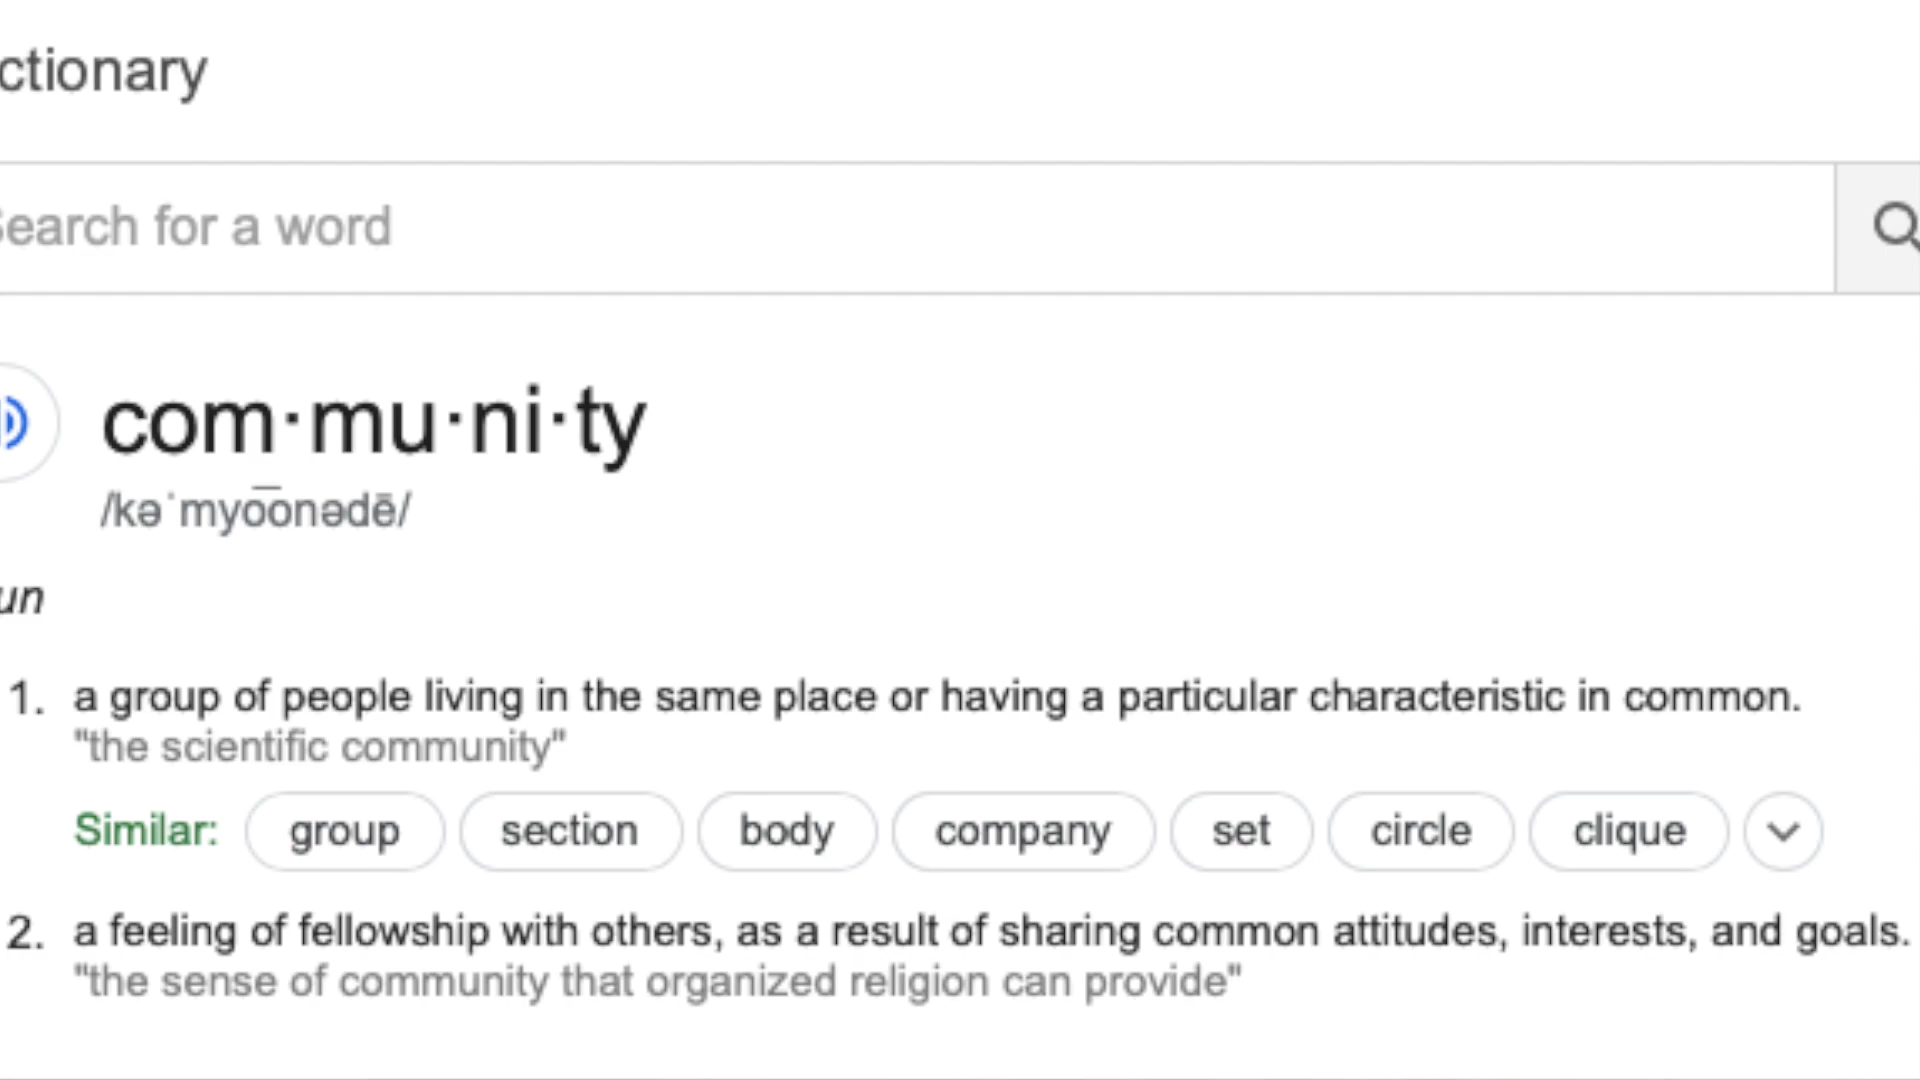 ctionary
Search for a word
com·mu·ni·ty
/kəˈmyo͞onədē/
un
1. a group of people living in the same place or having a particular characteristic in common.
"the scientific community"
Similar: group section body company set circle clique
2. a feeling of fellowship with others, as a result of sharing common attitudes, interests, and goals.
"the sense of community that organized religion can provide"